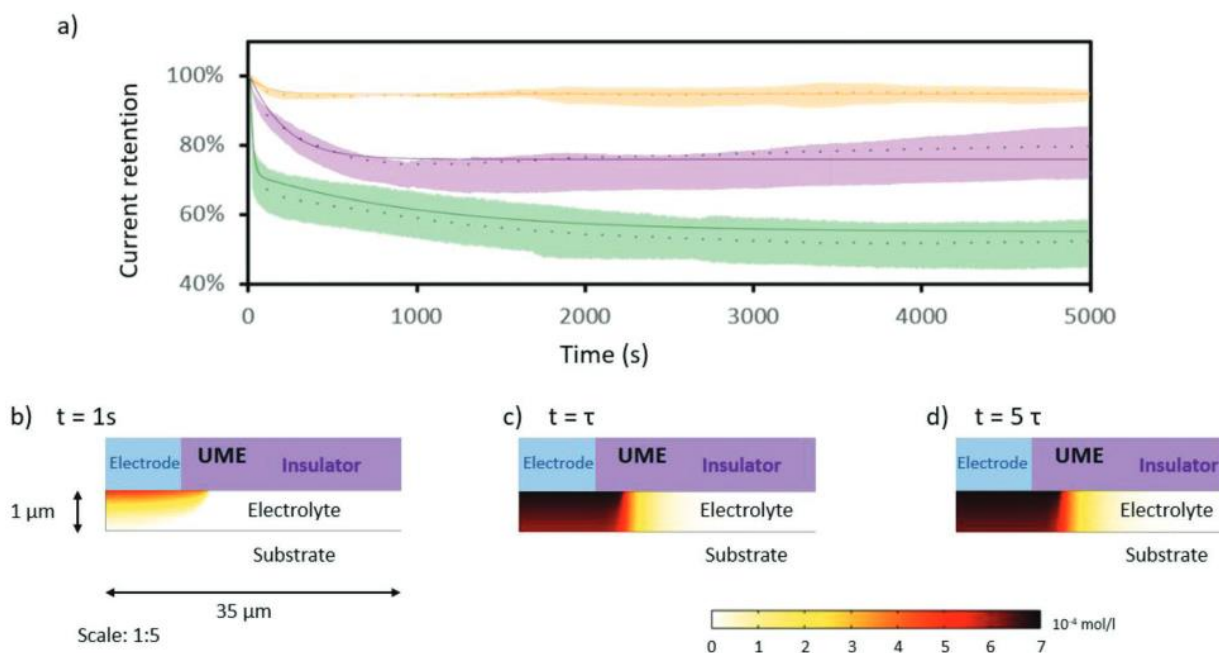 a)
100%
80%
60%
40%
Current retention
0 1000 2000 3000 4000 5000
Time (s)
b) t = 1s c) t = τ d) t = 5 τ
Electrode UME Insulator Electrode UME Insulator Electrode UME Insulator
1 μm Electrolyte Electrolyte Electrolyte
Substrate Substrate Substrate
35 μm
Scale: 1:5
10⁻⁴ mol/l
0 1 2 3 4 5 6 7